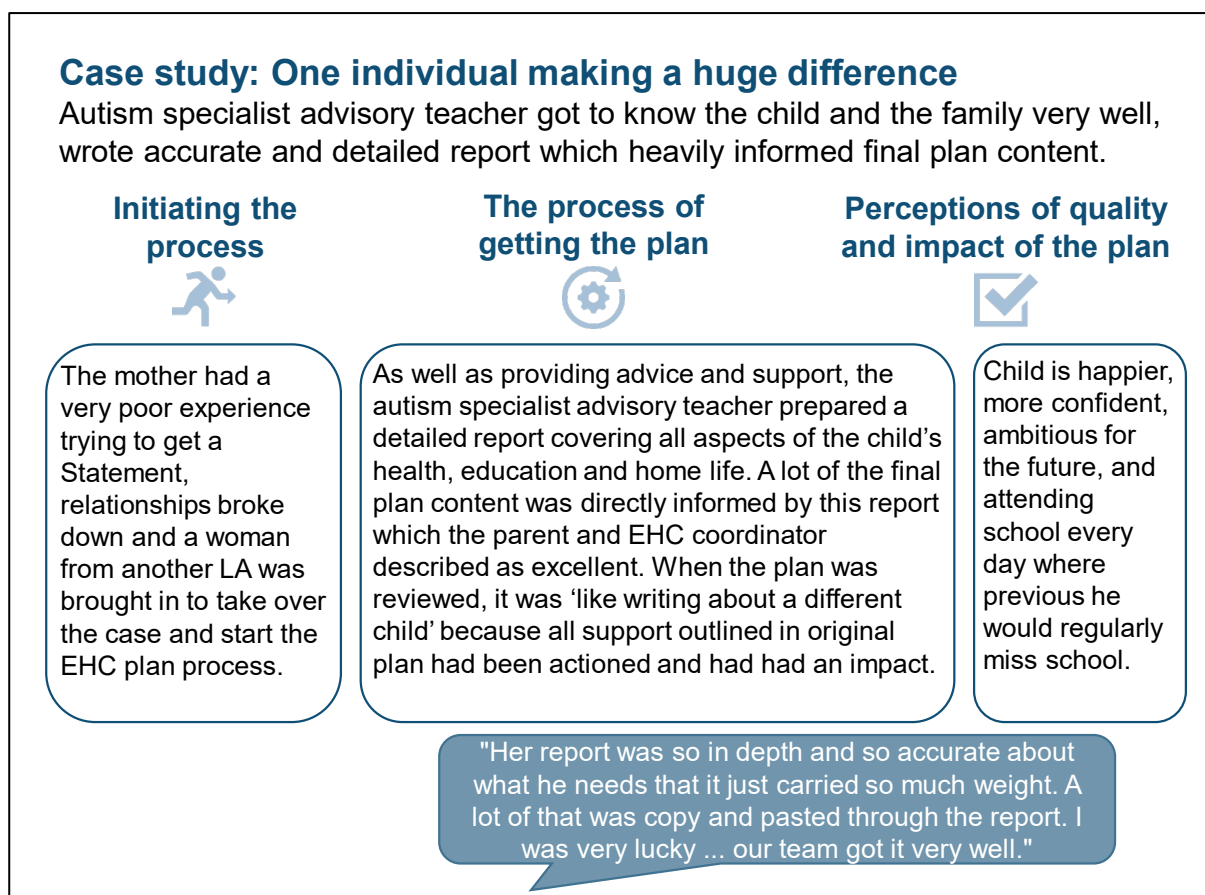 Case study: One individual making a huge difference
Autism specialist advisory teacher got to know the child and the family very well,
wrote accurate and detailed report which heavily informed final plan content.
Initiating the
process
The process of
getting the plan
Perceptions of quality
and impact of the plan
The mother had a
very poor experience
trying to get a
Statement,
relationships broke
down and a woman
from another LA was
brought in to take over
the case and start the
EHC plan process.
As well as providing advice and support, the
autism specialist advisory teacher prepared a
detailed report covering all aspects of the child’s
health, education and home life. A lot of the final
plan content was directly informed by this report
which the parent and EHC coordinator
described as excellent. When the plan was
reviewed, it was ‘like writing about a different
child’ because all support outlined in original
plan had been actioned and had had an impact.
Child is happier,
more confident,
ambitious for
the future, and
attending
school every
day where
previous he
would regularly
miss school.
"Her report was so in depth and so accurate about
what he needs that it just carried so much weight. A
lot of that was copy and pasted through the report. I
was very lucky ... our team got it very well."